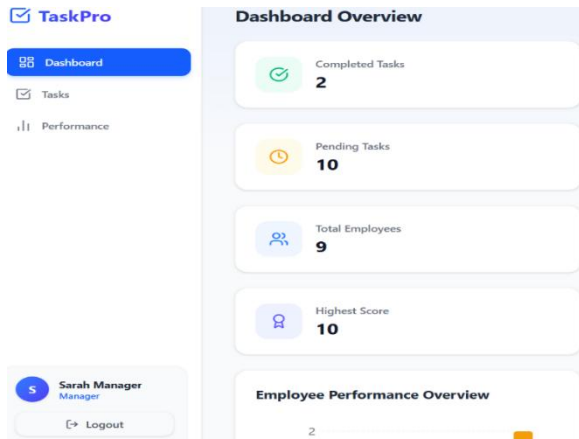 TaskPro
Dashboard
Tasks
Performance
Sarah Manager
Manager
S
Logout
Dashboard Overview
Completed Tasks
2
Pending Tasks
10
Total Employees
9
Highest Score
10
Employee Performance Overview
2